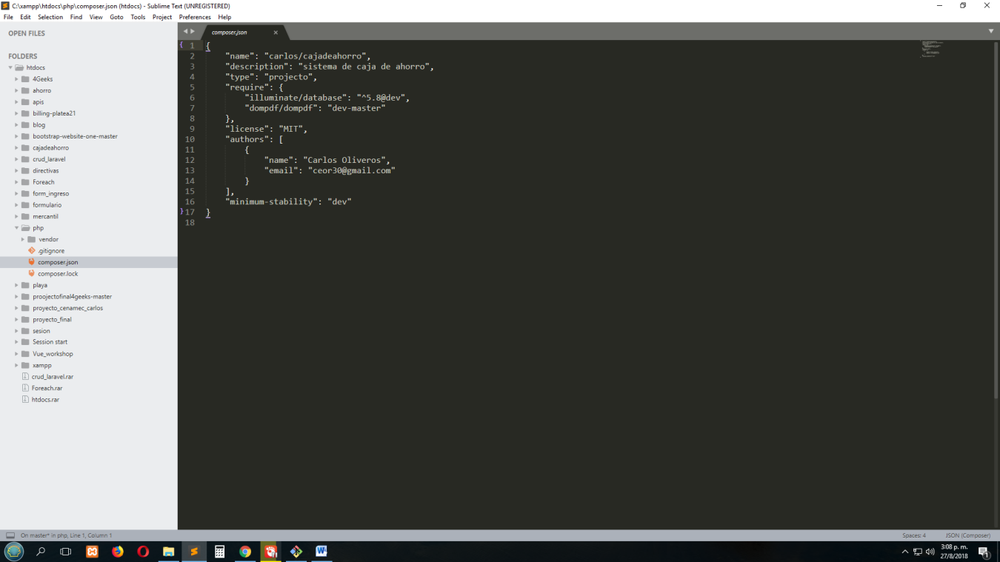 C:\xampp\htdocs\php\composer.json (htdocs) - Sublime Text (UNREGISTERED)
File Edit Selection Find View Goto Tools Project Preferences Help
OPEN FILES
FOLDERS
htdocs
4Geeks
ahorro
apis
billing-platea21
blog
bootstrap-website-one-master
cajadeahorro
crud_laravel
directivas
Foreach
form_ingreso
formulario
mercantil
php
vendor
.gitignore
composer.json
composer.lock
playa
proojectofinal4geeks-master
proyecto_cenamec_carlos
proyecto_final
sesion
Session start
Vue_workshop
xampp
crud_laravel.rar
Foreach.rar
htdocs.rar
composer.json
1 {
2 "name": "carlos/cajadeahorro",
3 "description": "sistema de caja de ahorro",
4 "type": "projecto",
5 "require": {
6 "illuminate/database": "^5.8@dev",
7 "dompdf/dompdf": "dev-master"
8 },
9 "license": "MIT",
10 "authors": [
11 {
12 "name": "Carlos Oliveros",
13 "email": "ceor30@gmail.com"
14 }
15 ],
16 "minimum-stability": "dev"
17 }
18
On master* in php, Line 1, Column 1
Spaces: 4 JSON (Composer)
3:08 p. m.
27/8/2018